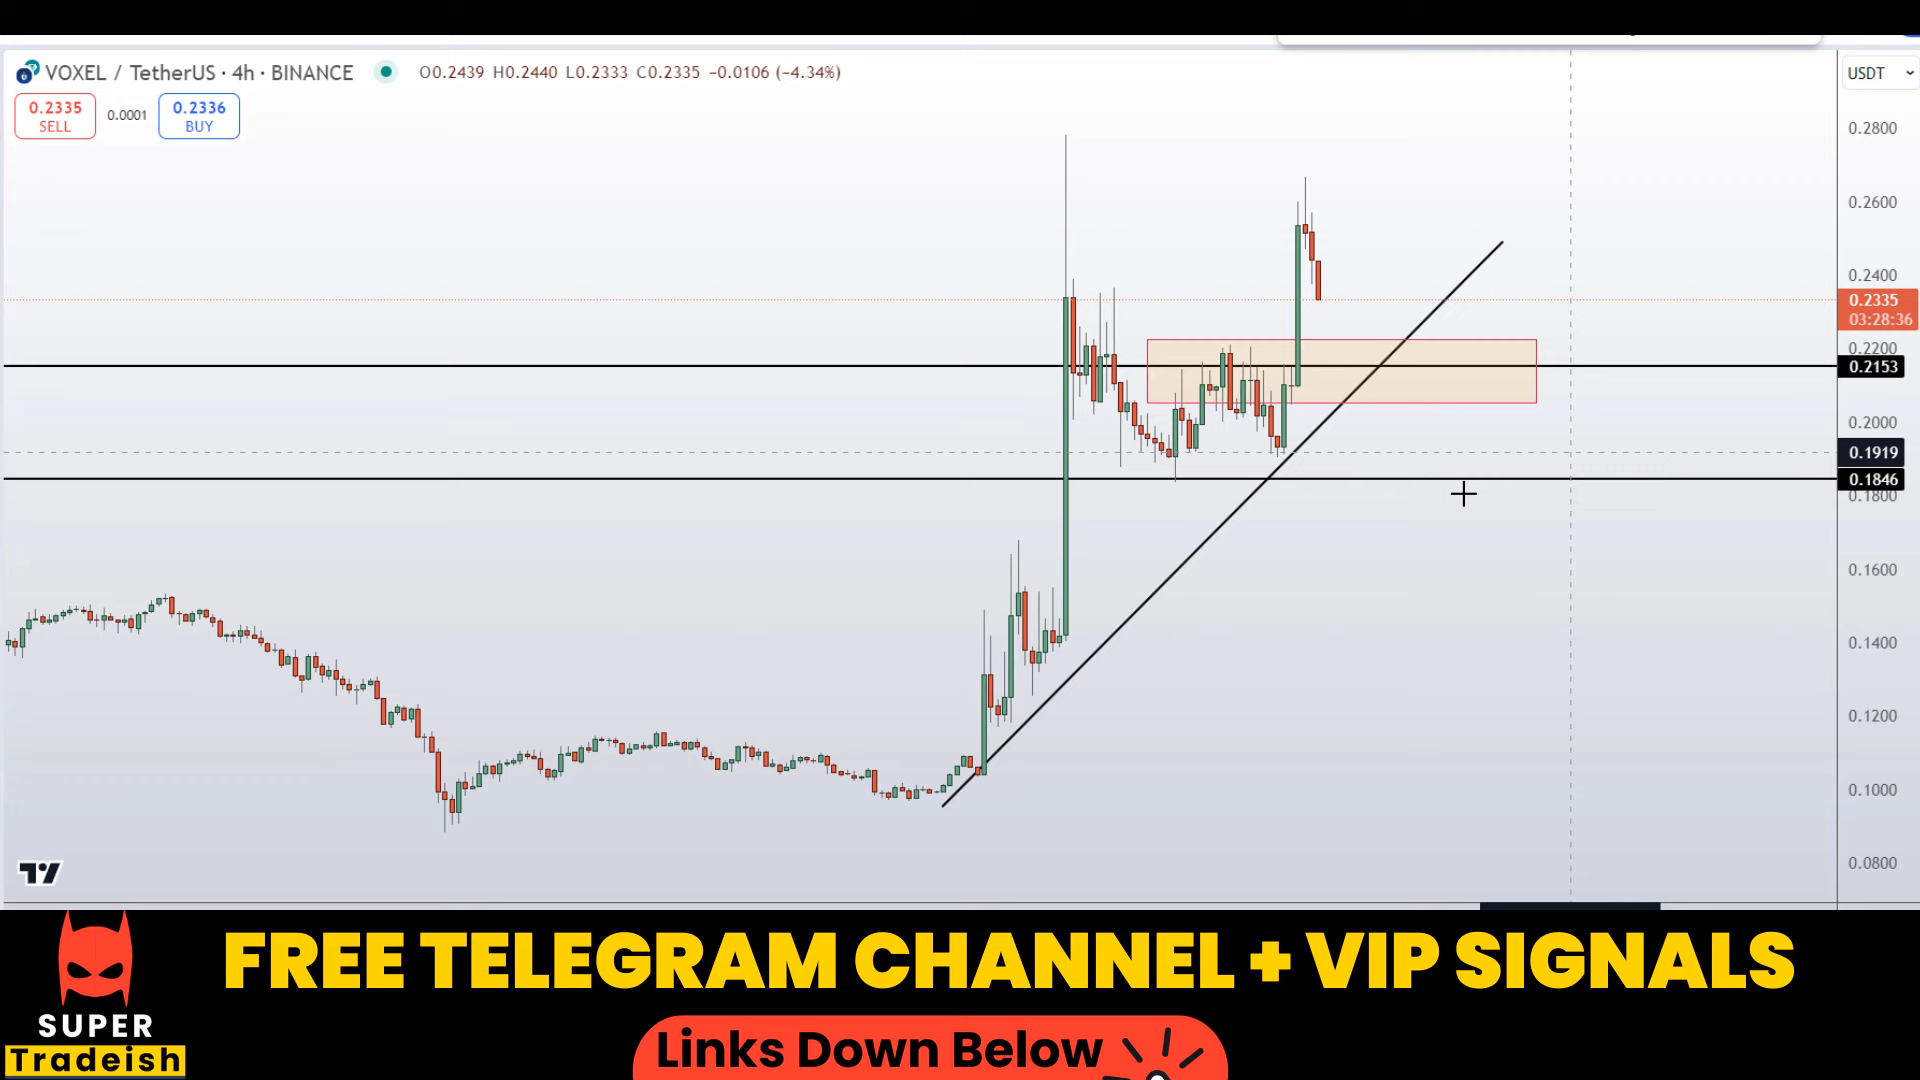 VOXEL / TetherUS · 4h · BINANCE
O0.2439 H0.2440 L0.2333 C0.2335 −0.0106 (−4.34%)
USDT
0.2335
SELL
0.0001
0.2336
BUY
0.2800
0.2600
0.2400
0.2335
03:28:36
0.2200
0.2153
0.2000
0.1919
0.1846
0.1800
0.1600
0.1400
0.1200
0.1000
0.0800
FREE TELEGRAM CHANNEL + VIP SIGNALS
SUPER
Tradeish
Links Down Below